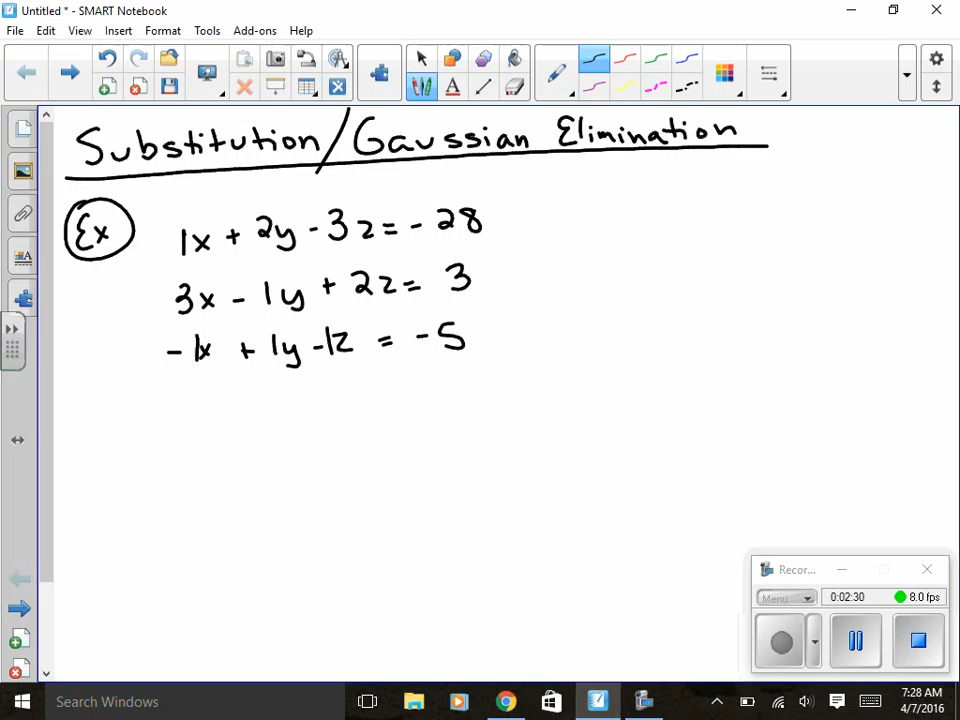 Untitled * - SMART Notebook
File Edit View Insert Format Tools Add-ons Help
Substitution/Gaussian Elimination
Ex
1x + 2y - 3z = - 28
3x - 1y + 2z = 3
- 1x + 1y - 1z = - 5
Recor...
Menu
0:02:30
8.0 fps
Search Windows
7:28 AM
4/7/2016